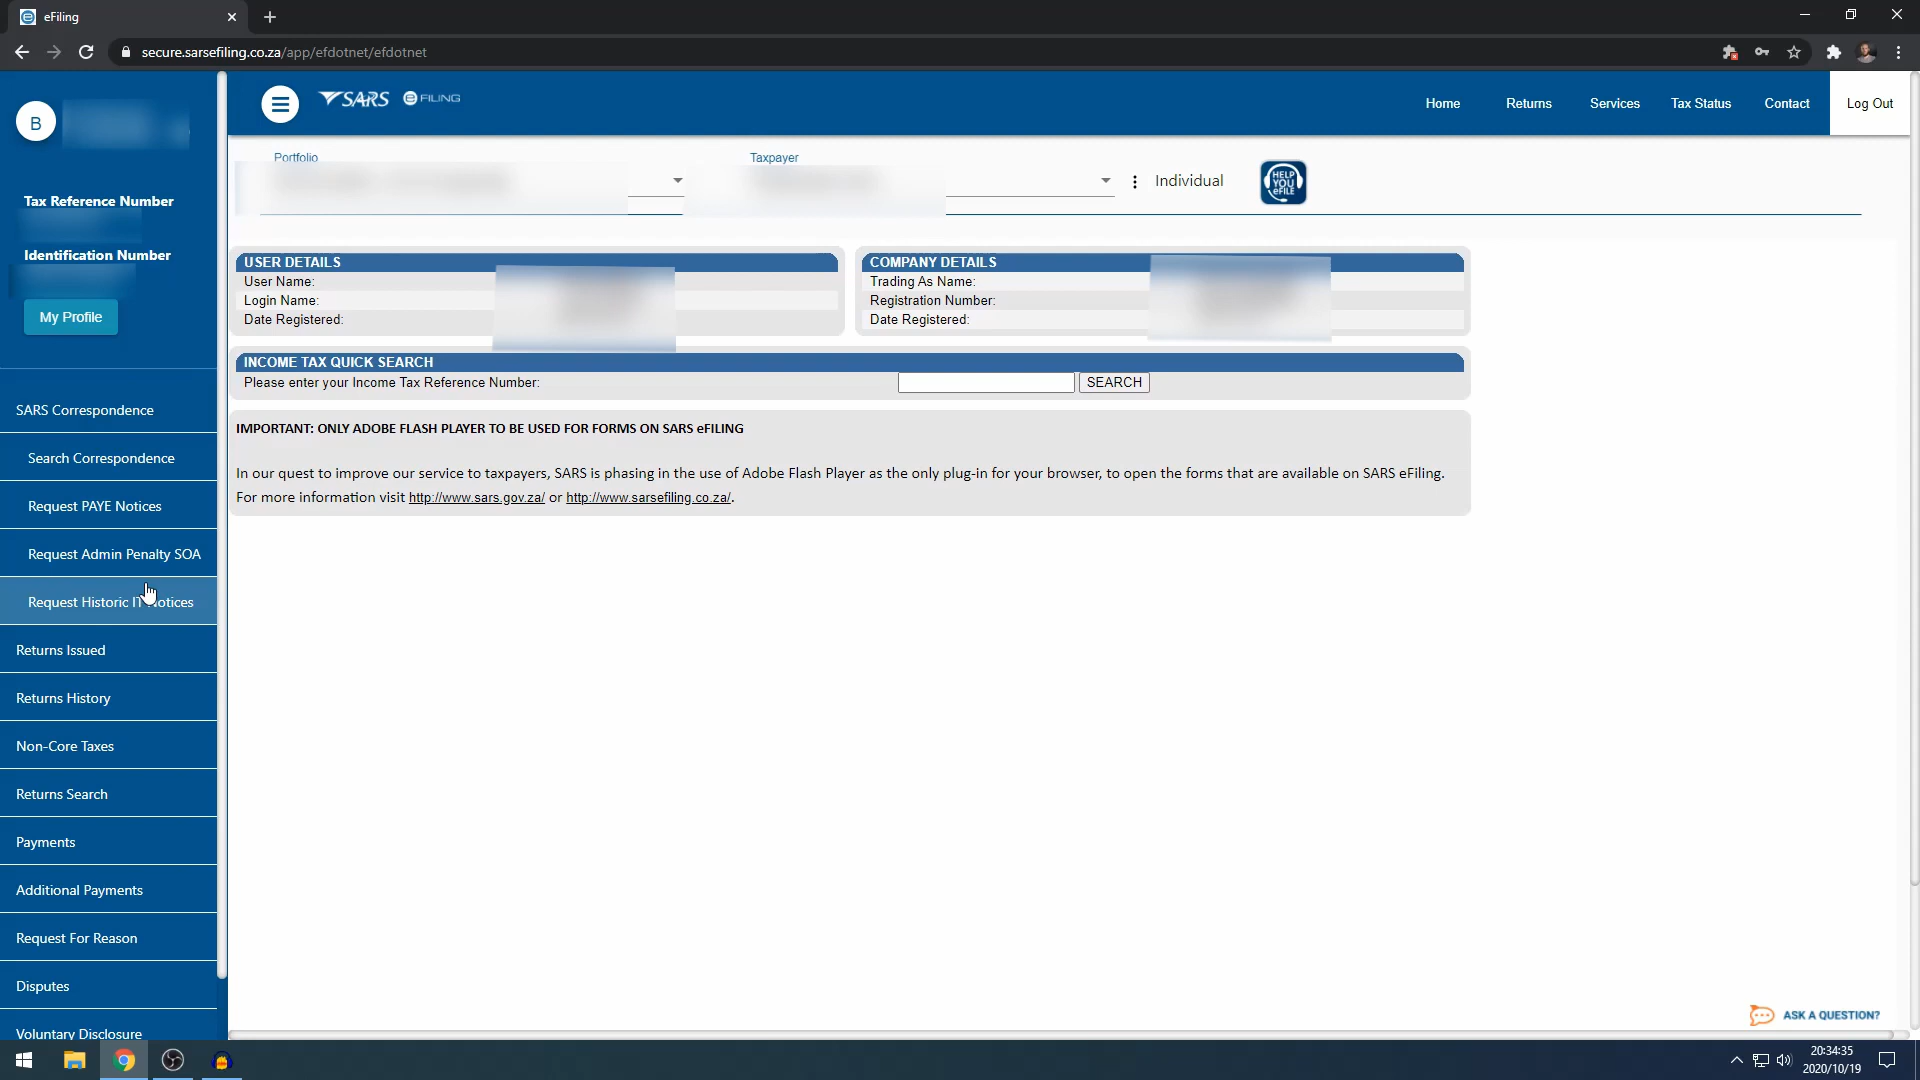 eFiling
secure.sarsefiling.co.za/app/efdotnet/efdotnet
B
Tax Reference Number
Identification Number
My Profile
SARS Correspondence
Search Correspondence
Request PAYE Notices
Request Admin Penalty SOA
Request Historic IT Notices
Returns Issued
Returns History
Non-Core Taxes
Returns Search
Payments
Additional Payments
Request For Reason
Disputes
Voluntary Disclosure
SARS e FILING
Home Returns Services Tax Status Contact Log Out
Portfolio
Taxpayer
Individual
HELP YOU eFILE
USER DETAILS
User Name:
Login Name:
Date Registered:
COMPANY DETAILS
Trading As Name:
Registration Number:
Date Registered:
INCOME TAX QUICK SEARCH
Please enter your Income Tax Reference Number: SEARCH
IMPORTANT: ONLY ADOBE FLASH PLAYER TO BE USED FOR FORMS ON SARS eFILING
In our quest to improve our service to taxpayers, SARS is phasing in the use of Adobe Flash Player as the only plug-in for your browser, to open the forms that are available on SARS eFiling.
For more information visit http://www.sars.gov.za/ or http://www.sarsefiling.co.za/.
ASK A QUESTION?
20:34:35
2020/10/19